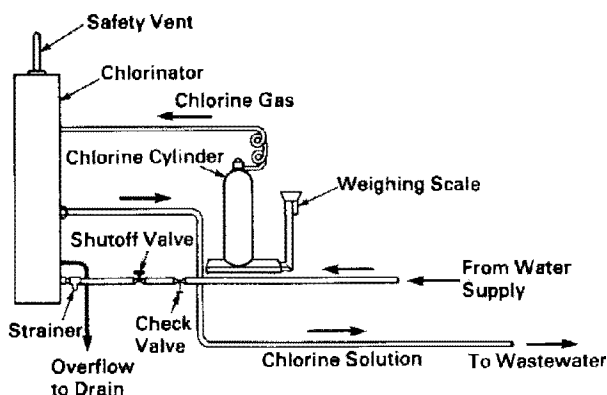 Safety Vent
Chlorinator
Chlorine Gas
Chlorine Cylinder
Weighing Scale
Shutoff Valve
From Water
Supply
Strainer
Check
Valve
Overflow
to Drain
Chlorine Solution
To Wastewater